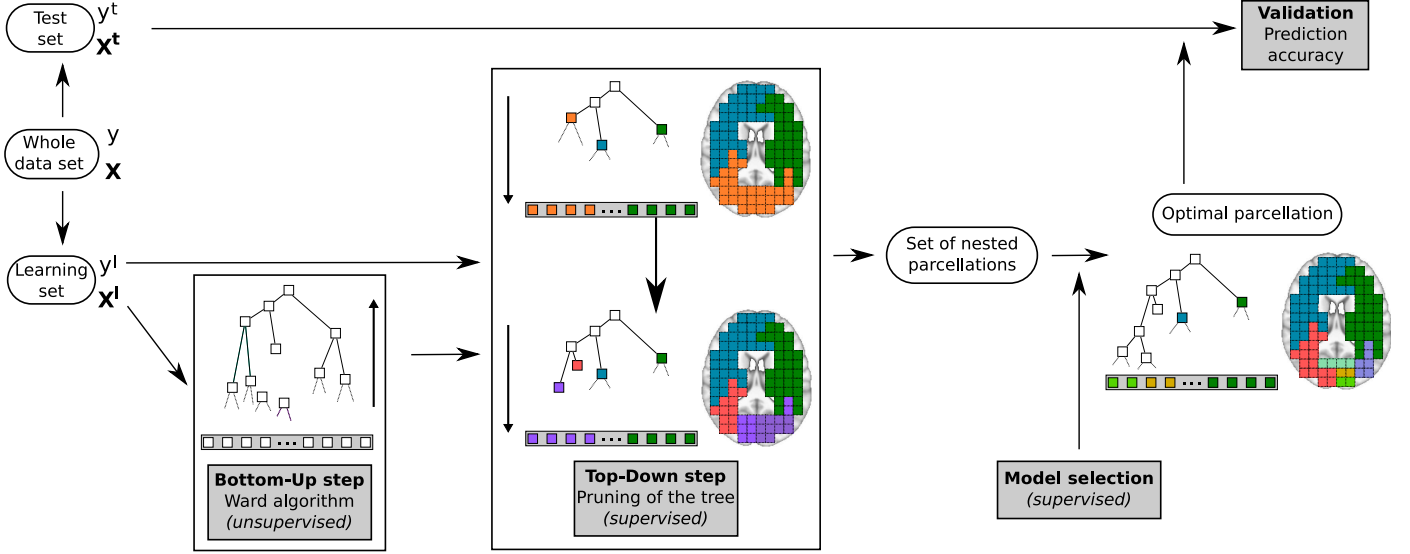 Test
set
y^t
X^t
Validation
Prediction
accuracy
Whole
data set
y
X
Learning
set
y^l
X^l
Optimal parcellation
Set of nested
parcellations
Bottom-Up step
Ward algorithm
(unsupervised)
Top-Down step
Pruning of the tree
(supervised)
Model selection
(supervised)